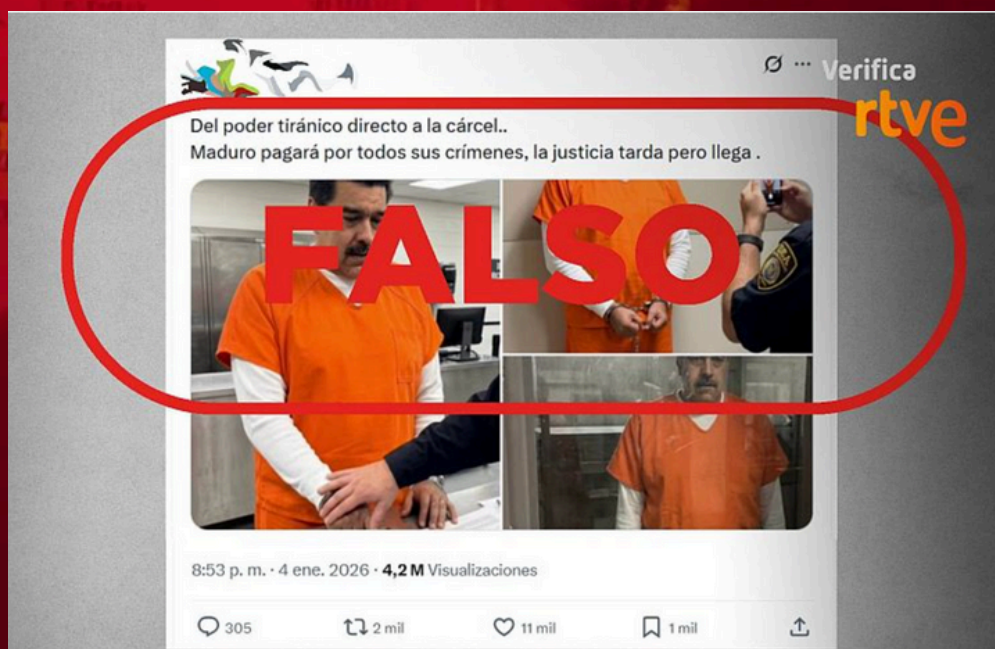 Verifica
rtve
Del poder tiránico directo a la cárcel..
Maduro pagará por todos sus crímenes, la justicia tarda pero llega .
FALSO
8:53 p. m. · 4 ene. 2026 · 4,2 M Visualizaciones
305 2 mil 11 mil 1 mil